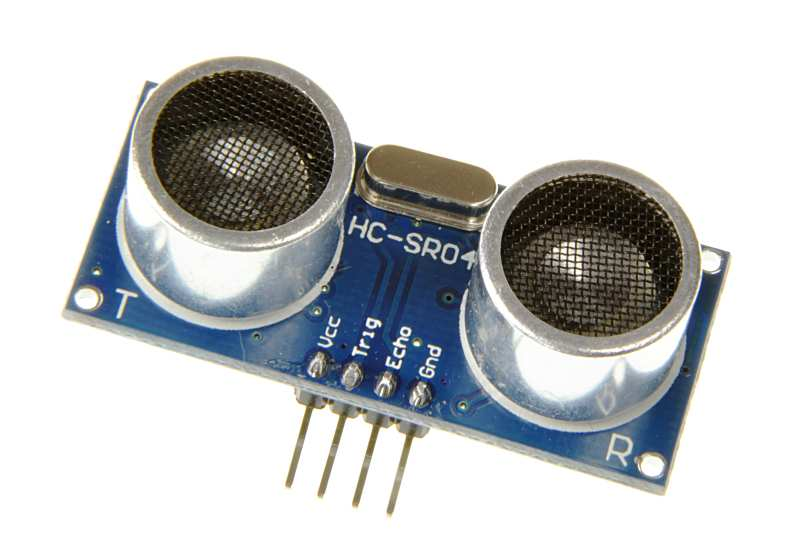 HC-SR04
T
Vcc
Trig
Echo
Gnd
R